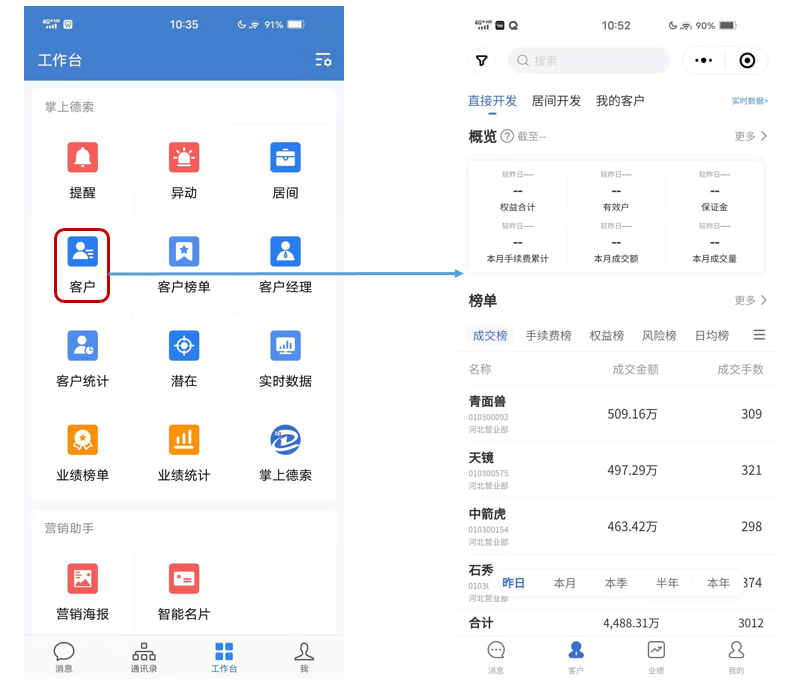 4G+HD
10:35
91%
工作台
掌上德索
提醒
异动
居间
客户
客户榜单
客户经理
客户统计
潜在
实时数据
业绩榜单
业绩统计
掌上德索
营销助手
营销海报
智能名片
消息
通讯录
工作台
我
4G+HD
10:52
90%
搜索
直接开发 居间开发 我的客户 实时数据>
概览 ? 截至-- 更多
较昨日---- 较昨日---- 较昨日----
-- -- --
权益合计 有效户 保证金
较昨日---- 较昨日---- 较昨日----
-- -- --
本月手续费累计 本月成交额 本月成交量
榜单 更多
成交榜 手续费榜 权益榜 风险榜 日均榜
名称 成交金额 成交手数
青面兽
010300092
河北营业部
509.16万 309
天镜
010300575
河北营业部
497.29万 321
中箭虎
010300154
河北营业部
463.42万 298
石秀
0103
河北营业部
374
昨日 本月 本季 半年 本年
合计 4,488.31万 3012
消息 客户 业绩 我的